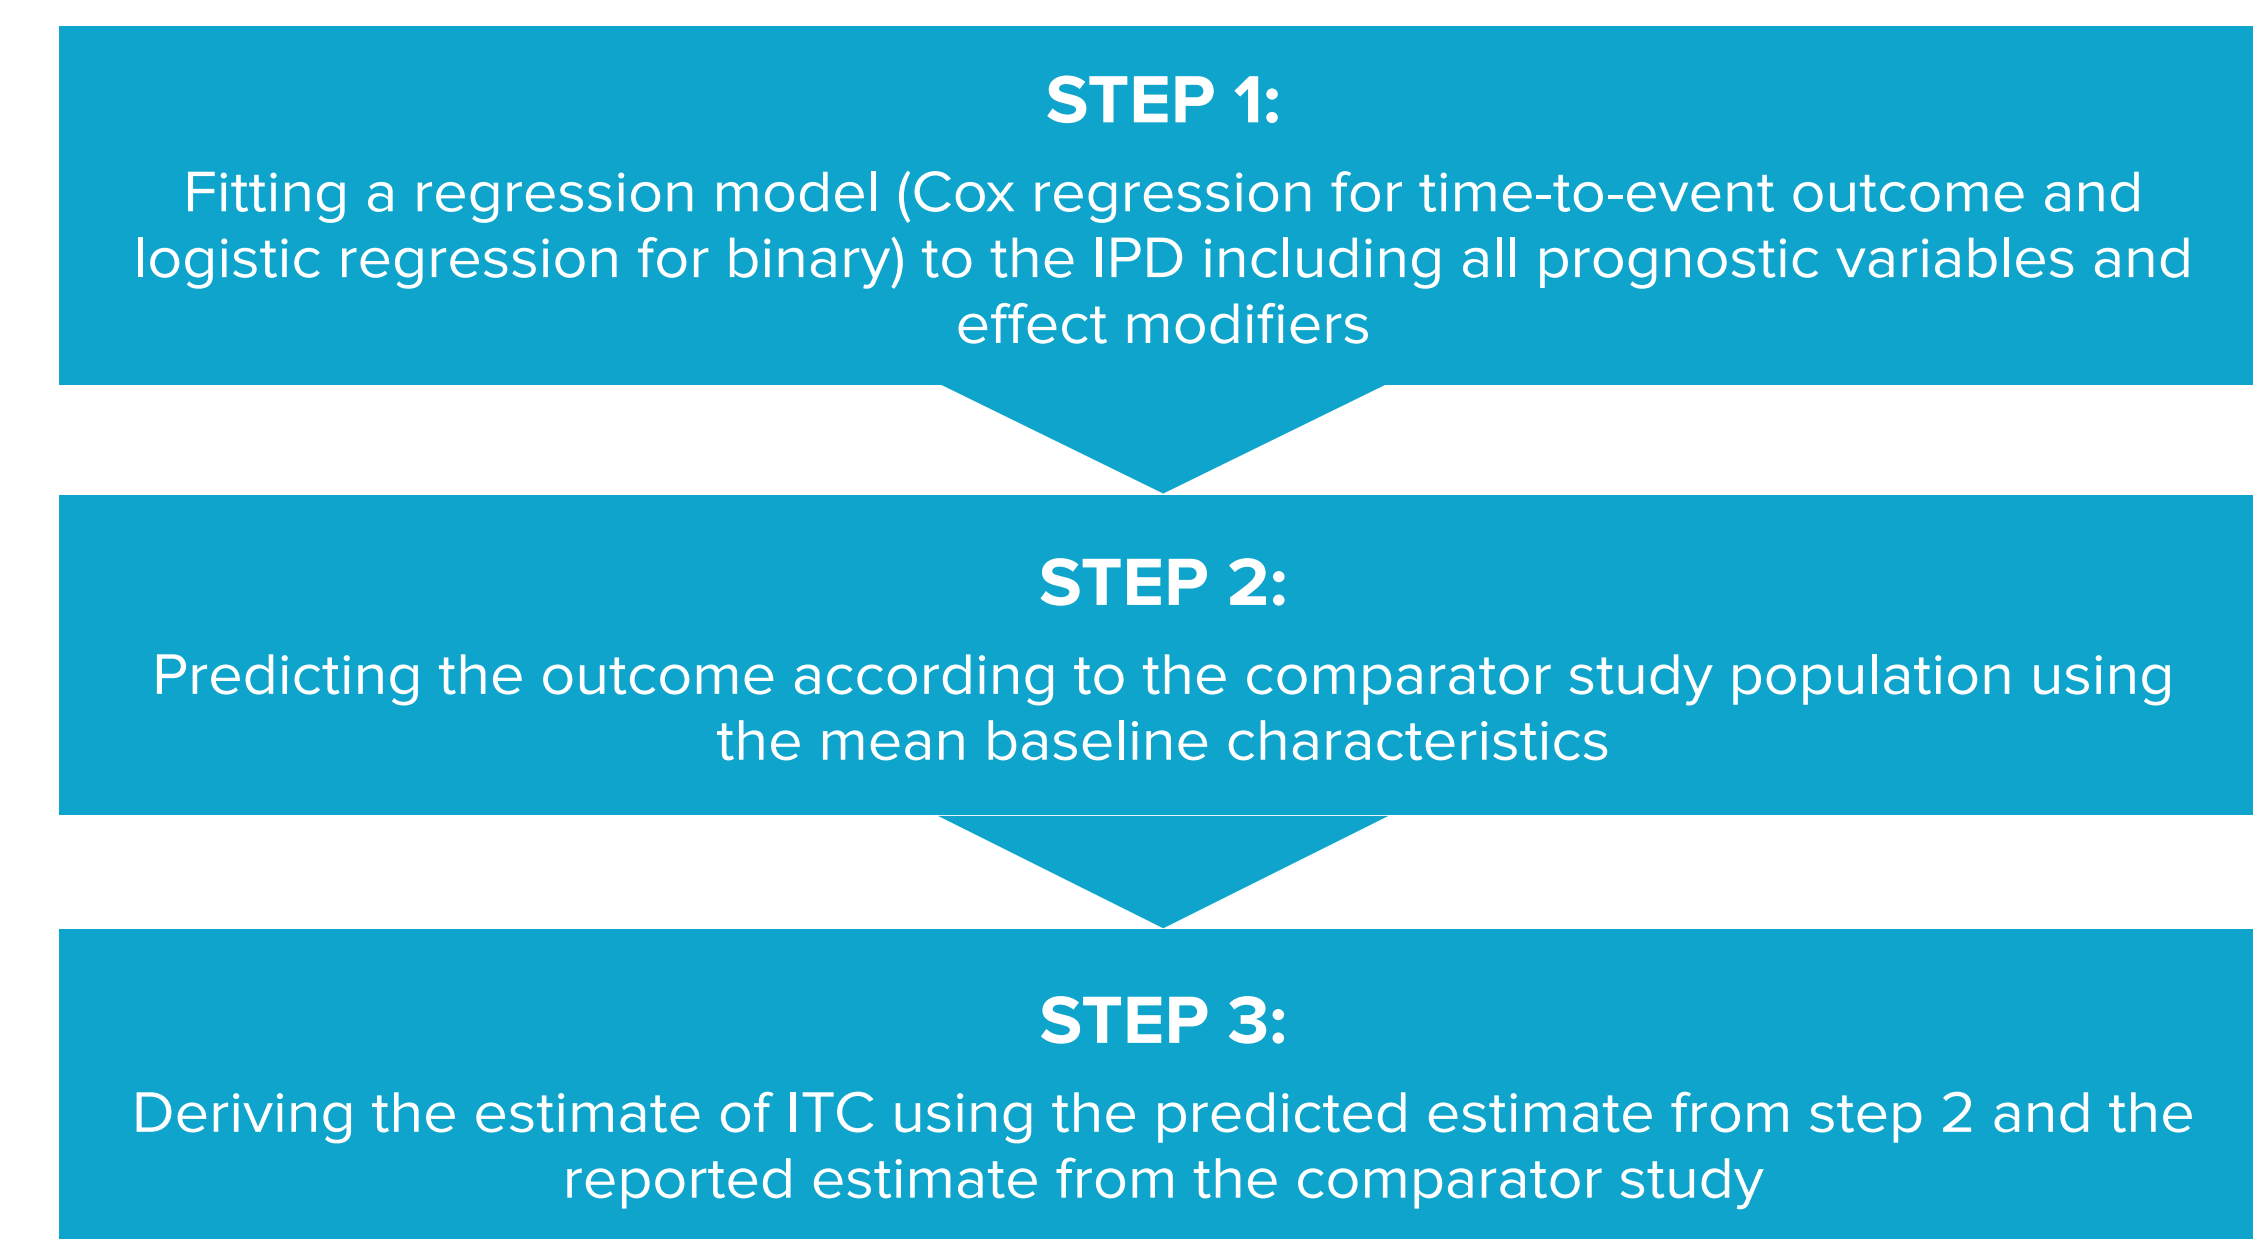 STEP 1:
Fitting a regression model (Cox regression for time-to-event outcome and
logistic regression for binary) to the IPD including all prognostic variables and
effect modifiers
STEP 2:
Predicting the outcome according to the comparator study population using
the mean baseline characteristics
STEP 3:
Deriving the estimate of ITC using the predicted estimate from step 2 and the
reported estimate from the comparator study